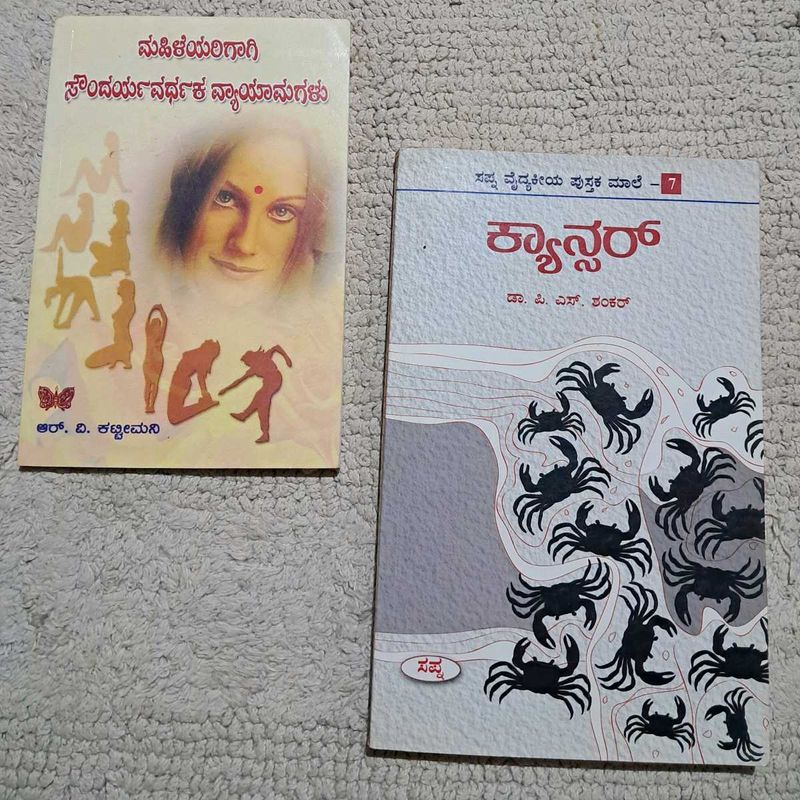 ಮಹಿಳೆಯರಿಗಾಗಿ
ಸೌಂದರ್ಯವರ್ಧಕ ವ್ಯಾಯಾಮಗಳು
ಆರ್. ವಿ. ಕಟ್ಟೀಮನಿ
ಸಪ್ನ ವೈದ್ಯಕೀಯ ಪುಸ್ತಕ ಮಾಲೆ – 7
ಕ್ಯಾನ್ಸರ್
ಡಾ. ಪಿ. ಎಸ್. ಶಂಕರ್
ಸಪ್ನ